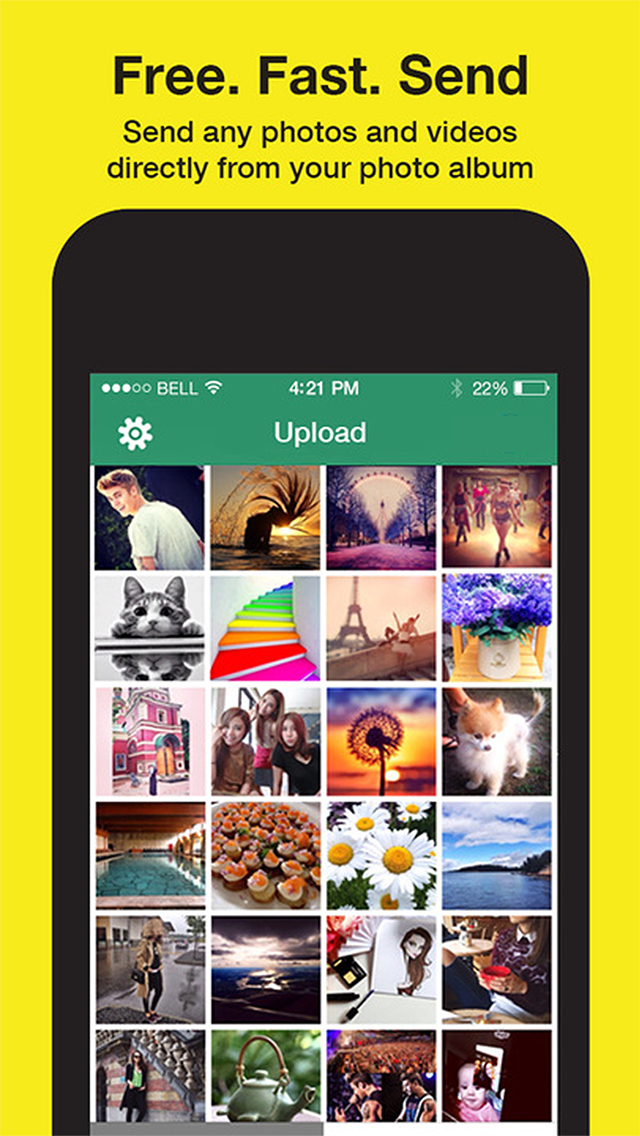 Free. Fast. Send
Send any photos and videos
directly from your photo album
BELL 4:21 PM 22%
Upload